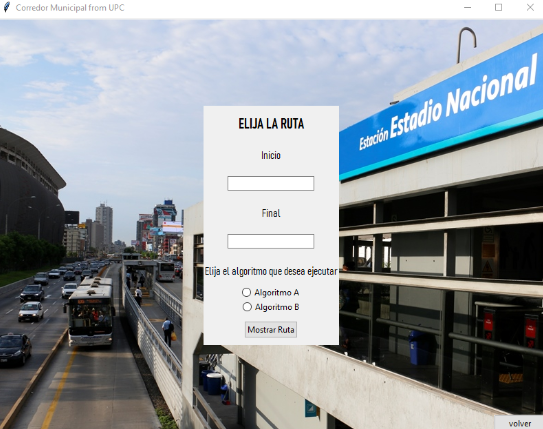 Corredor Municipal from UPC
Estación Estadio Nacional
ELIJA LA RUTA
Inicio
Final
Elija el algoritmo que desea ejecutar
Algoritmo A
Algoritmo B
Mostrar Ruta
volver